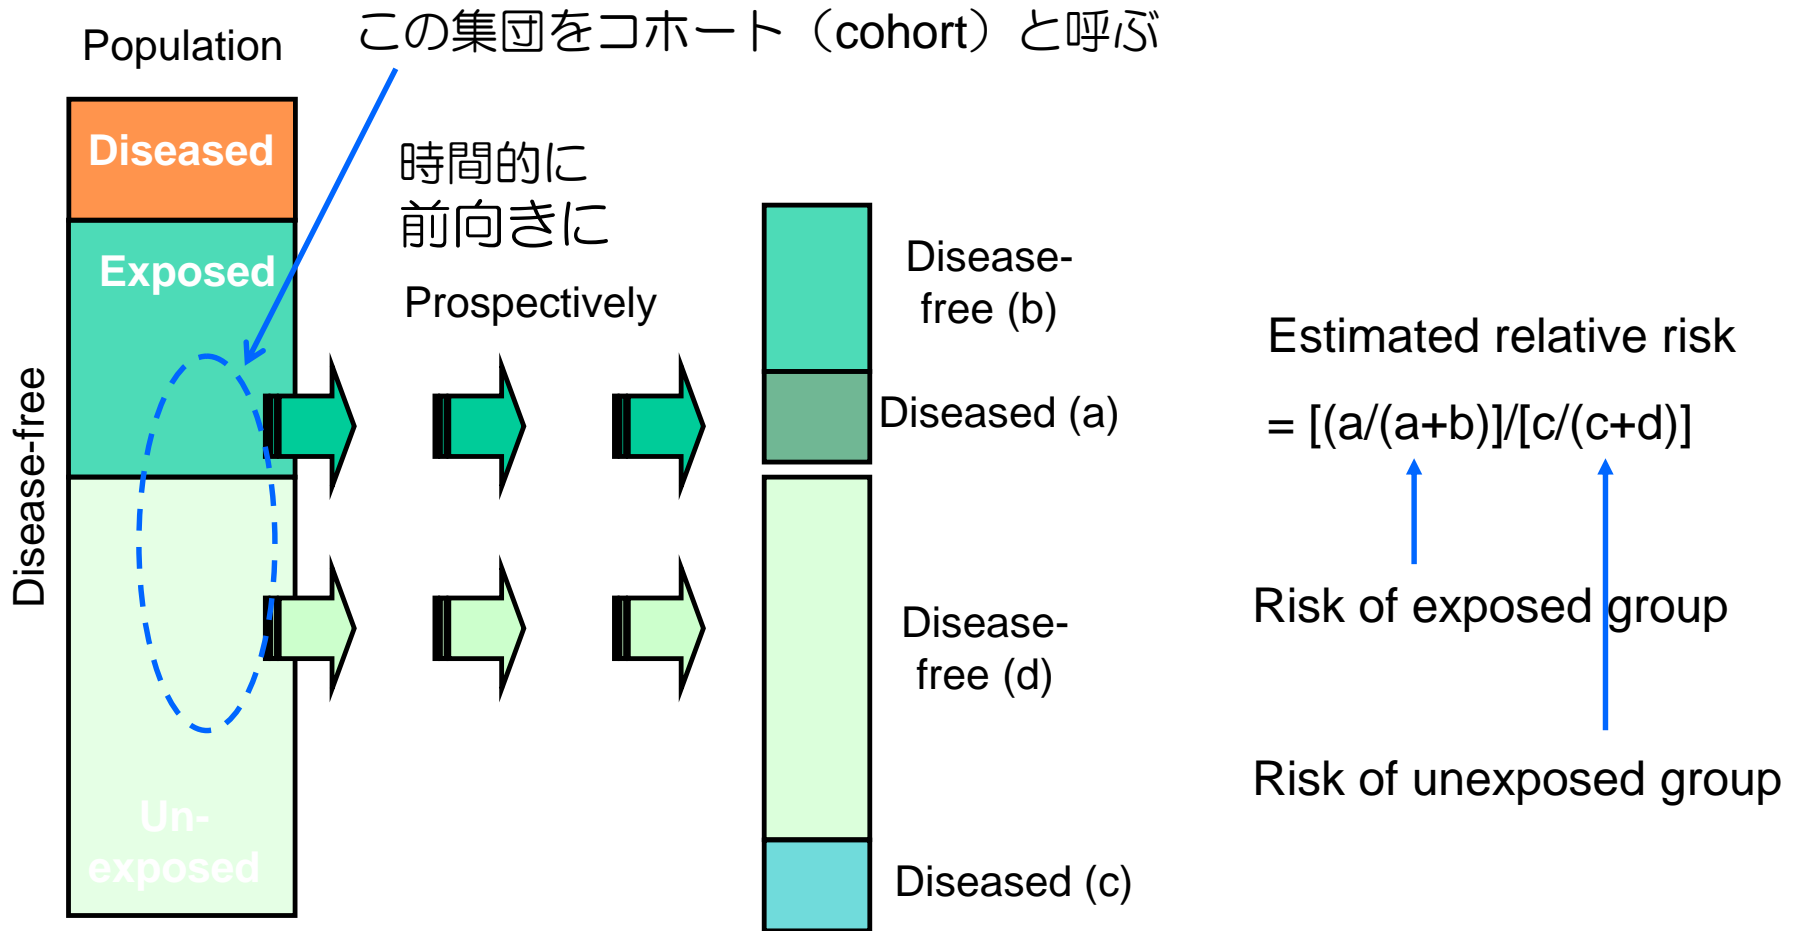 この集団をコホート（cohort）と呼ぶ
Population
Diseased
時間的に
前向きに
Exposed
Prospectively
Disease-free
Un-
exposed
Disease-
free (b)
Diseased (a)
Disease-
free (d)
Diseased (c)
Estimated relative risk
= [(a/(a+b)]/[c/(c+d)]
Risk of exposed group
Risk of unexposed group